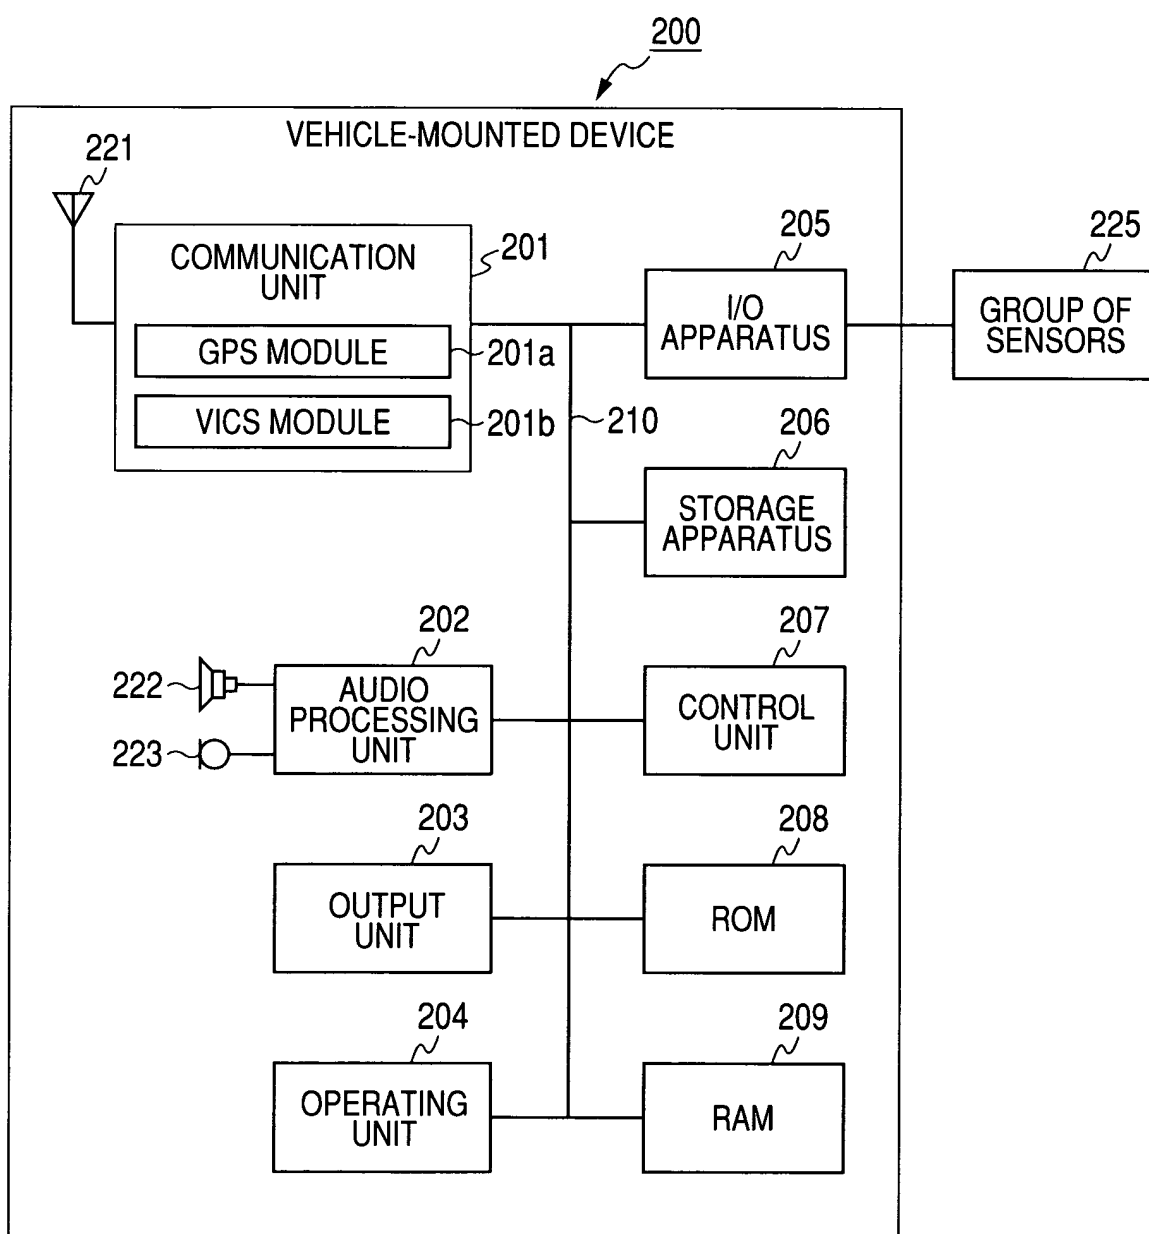 200
VEHICLE-MOUNTED DEVICE
221
COMMUNICATION
UNIT
201
GPS MODULE
201a
VICS MODULE
201b
205
I/O
APPARATUS
225
GROUP OF
SENSORS
210
206
STORAGE
APPARATUS
202
AUDIO
PROCESSING
UNIT
222
223
207
CONTROL
UNIT
203
OUTPUT
UNIT
208
ROM
204
OPERATING
UNIT
209
RAM